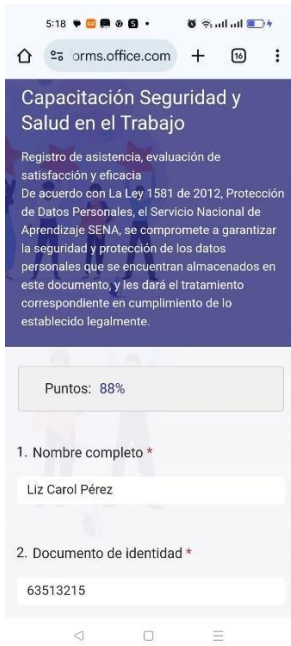 5:18
orms.office.com
16
Capacitación Seguridad y
Salud en el Trabajo
Registro de asistencia, evaluación de
satisfacción y eficacia
De acuerdo con La Ley 1581 de 2012, Protección
de Datos Personales, el Servicio Nacional de
Aprendizaje SENA, se compromete a garantizar
la seguridad y protección de los datos
personales que se encuentran almacenados en
este documento, y les dará el tratamiento
correspondiente en cumplimiento de lo
establecido legalmente.
Puntos: 88%
1. Nombre completo *
Liz Carol Pérez
2. Documento de identidad *
63513215